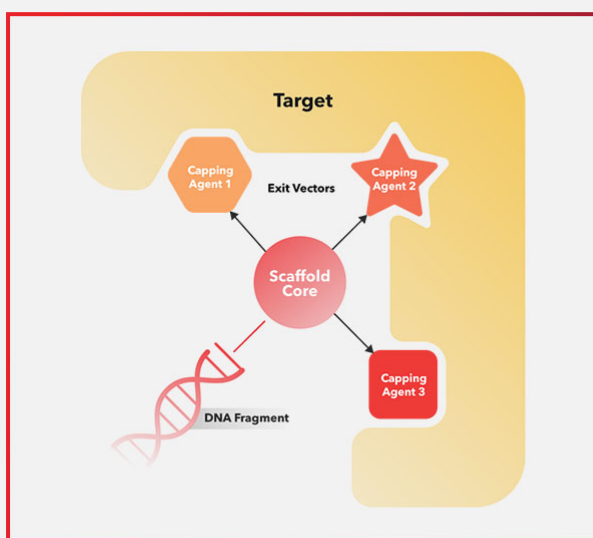 Target
Capping
Agent 1
Exit Vectors
Capping
Agent 2
Scaffold
Core
Capping
Agent 3
DNA Fragment